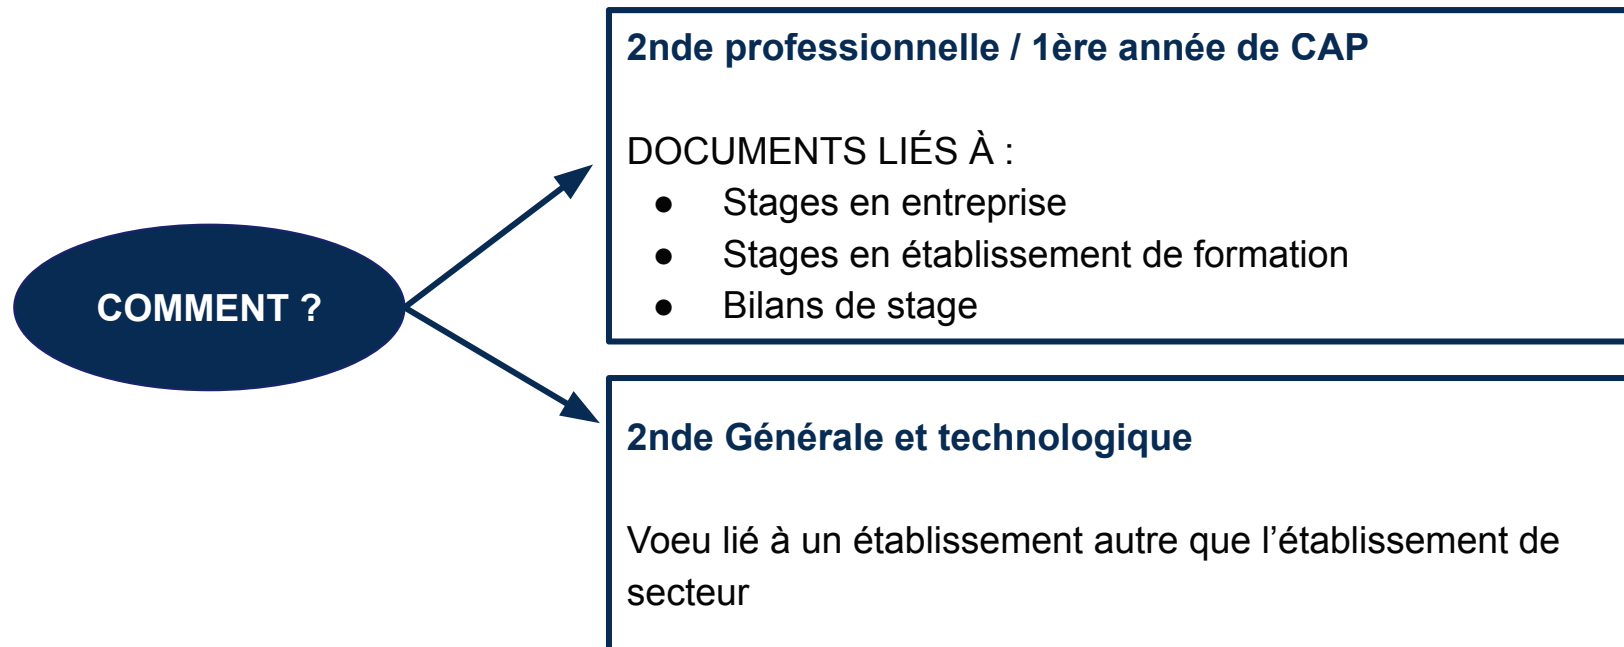 COMMENT ?
2nde professionnelle / 1ère année de CAP
DOCUMENTS LIÉS À :
● Stages en entreprise
● Stages en établissement de formation
● Bilans de stage
2nde Générale et technologique
Voeu lié à un établissement autre que l’établissement de
secteur